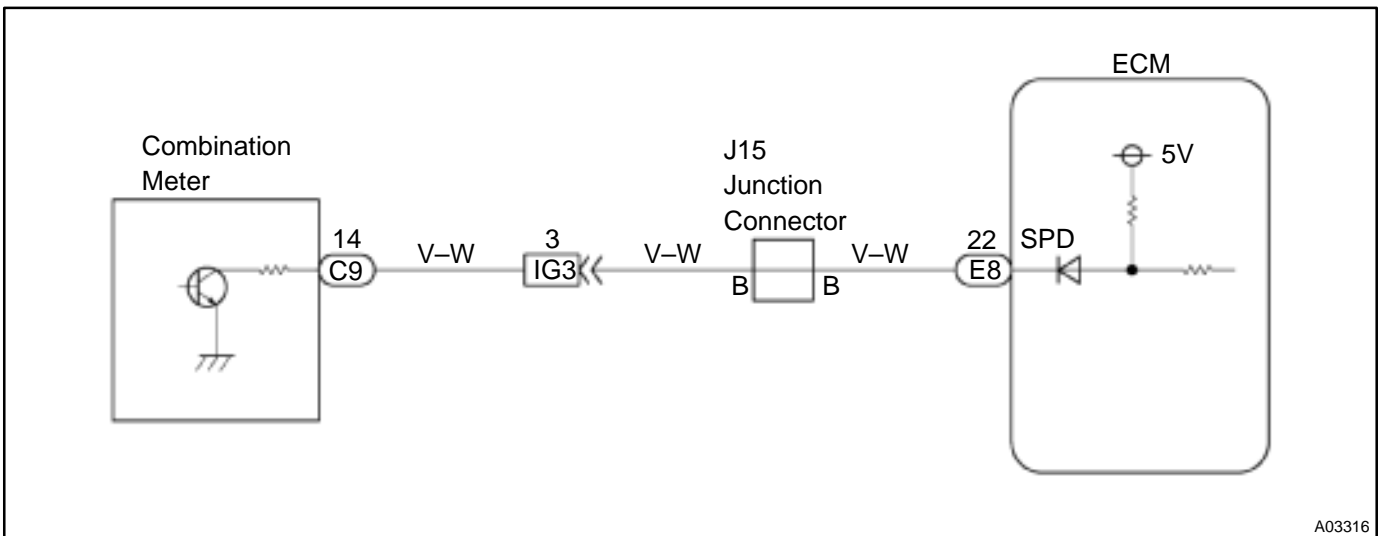 ECM
Combination
Meter
J15
Junction
Connector
5V
14
C9
V–W
3
IG3
V–W
B
B
V–W
22
E8
SPD
A03316